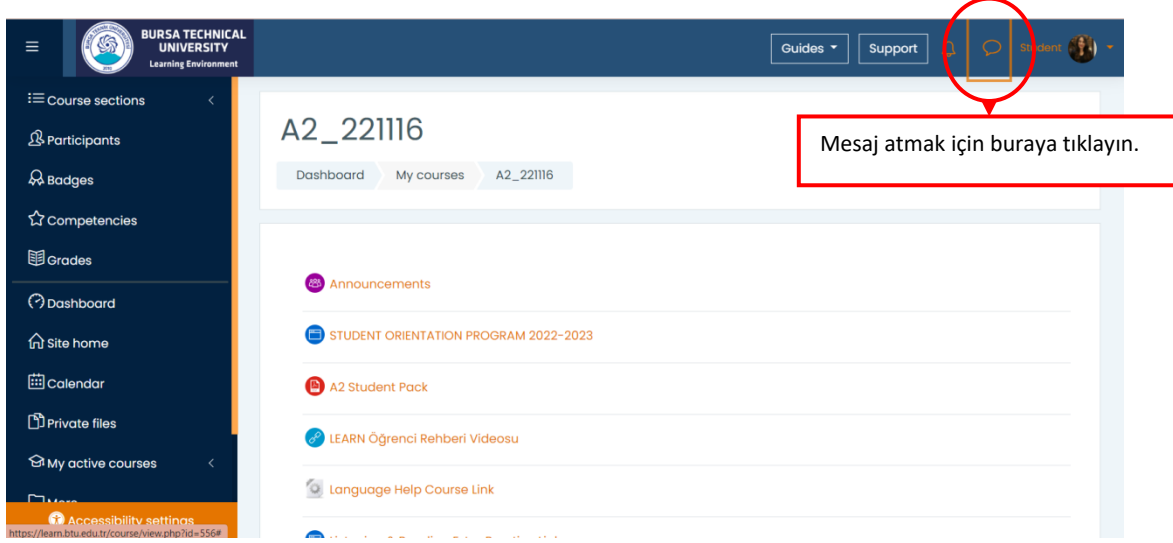 BURSA TECHNICAL
UNIVERSITY
Learning Environment
Guides
Support
Student
Mesaj atmak için buraya tıklayın.
Course sections
Participants
Badges
Competencies
Grades
Dashboard
Site home
Calendar
Private files
My active courses
More
Accessibility settings
https://learn.btu.edu.tr/course/view.php?id=556#
A2_221116
Dashboard My courses A2_221116
Announcements
STUDENT ORIENTATION PROGRAM 2022-2023
A2 Student Pack
LEARN Öğrenci Rehberi Videosu
Language Help Course Link